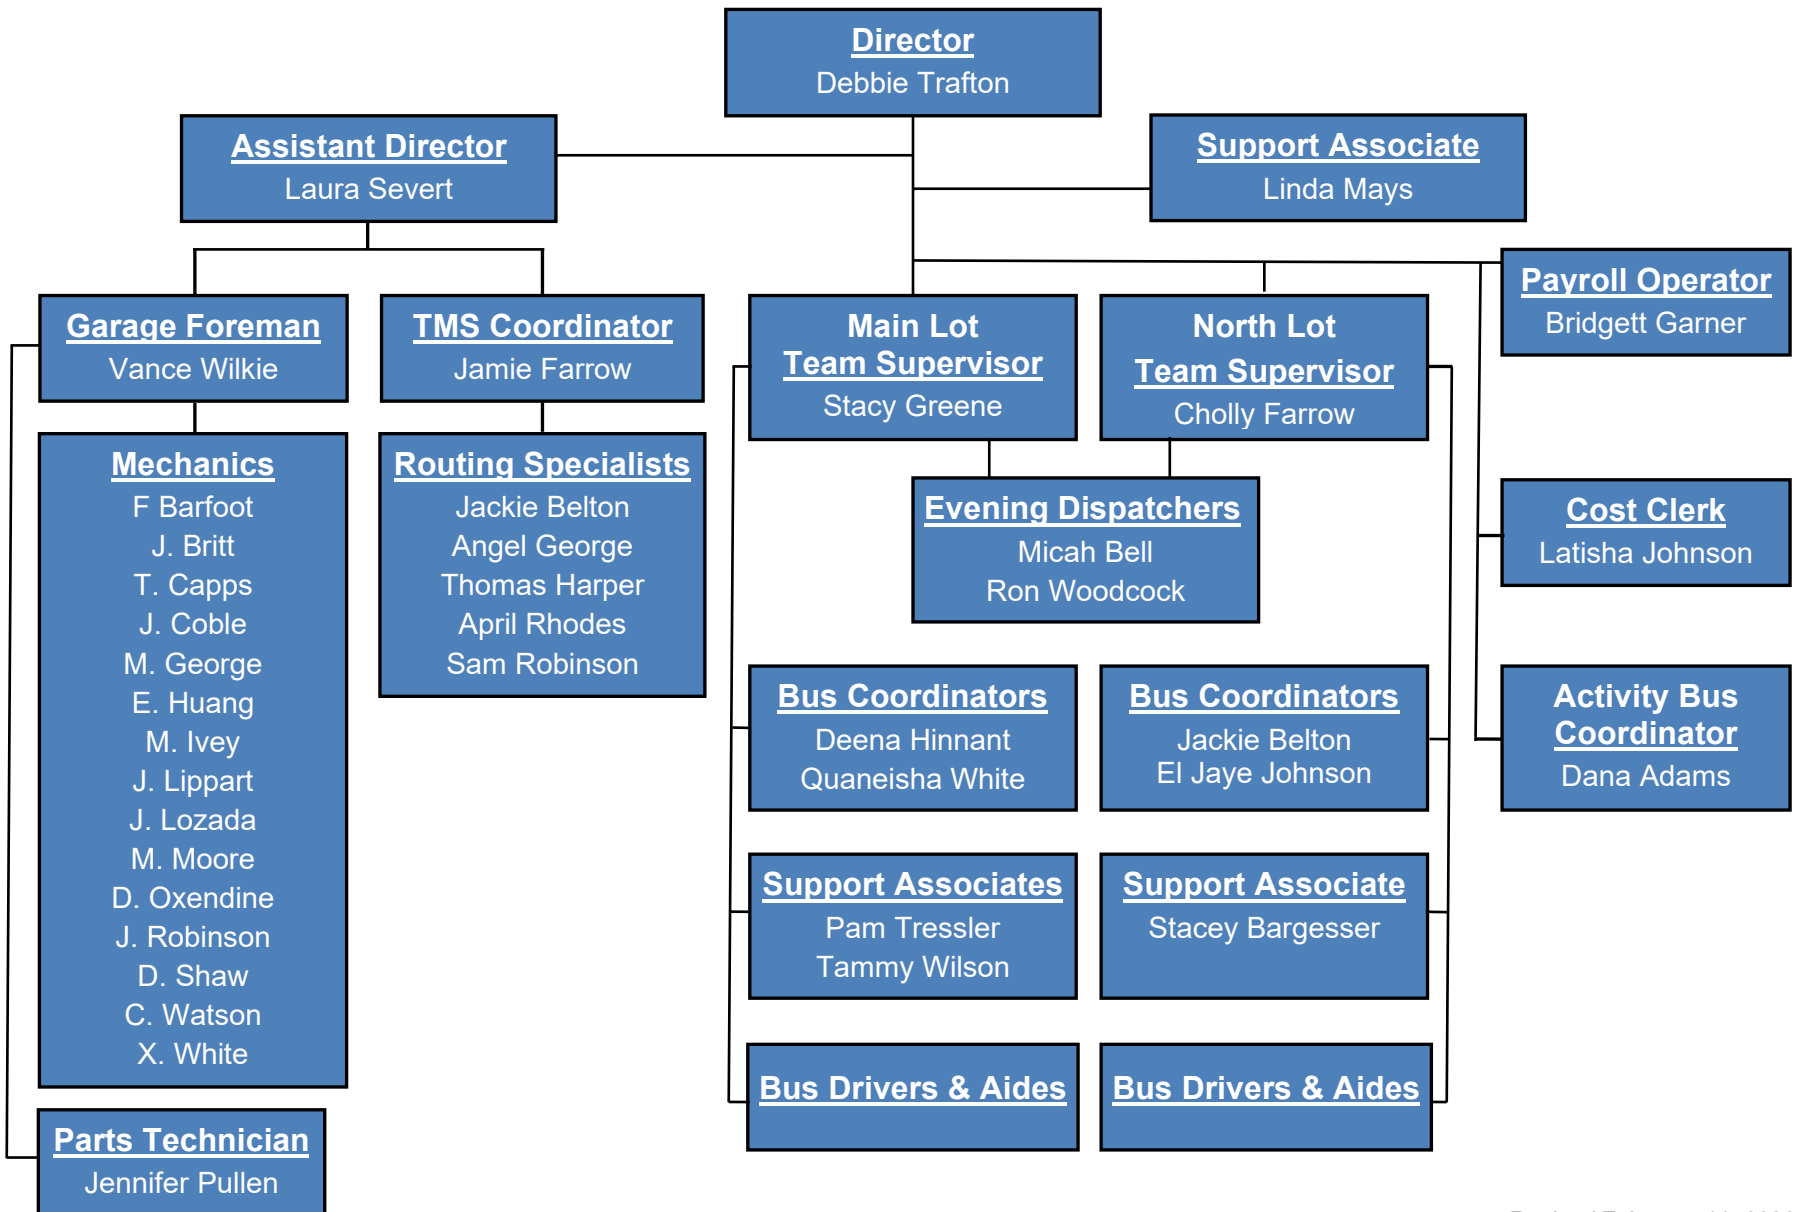 Director
Debbie Trafton
Assistant Director
Laura Severt
Support Associate
Linda Mays
Payroll Operator
Bridgett Garner
Garage Foreman
Vance Wilkie
TMS Coordinator
Jamie Farrow
Main Lot
Team Supervisor
Stacy Greene
North Lot
Team Supervisor
Cholly Farrow
Mechanics
F Barfoot
J. Britt
T. Capps
J. Coble
M. George
E. Huang
M. Ivey
J. Lippart
J. Lozada
M. Moore
D. Oxendine
J. Robinson
D. Shaw
C. Watson
X. White
Routing Specialists
Jackie Belton
Angel George
Thomas Harper
April Rhodes
Sam Robinson
Evening Dispatchers
Micah Bell
Ron Woodcock
Cost Clerk
Latisha Johnson
Bus Coordinators
Deena Hinnant
Quaneisha White
Bus Coordinators
Jackie Belton
El Jaye Johnson
Activity Bus
Coordinator
Dana Adams
Support Associates
Pam Tressler
Tammy Wilson
Support Associate
Stacey Bargesser
Bus Drivers & Aides
Bus Drivers & Aides
Parts Technician
Jennifer Pullen